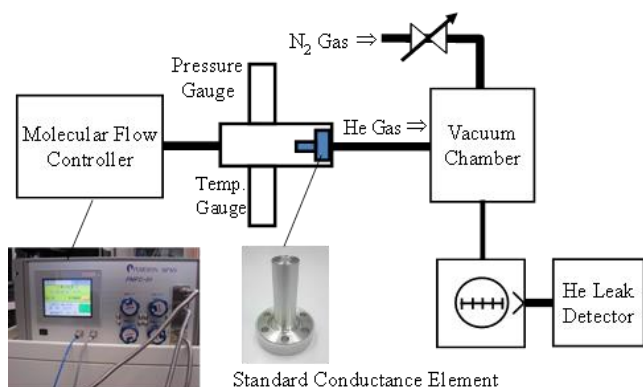 N₂ Gas ⇒
Pressure
Gauge
Molecular Flow
Controller
He Gas ⇒
Vacuum
Chamber
Temp.
Gauge
He Leak
Detector
Standard Conductance Element